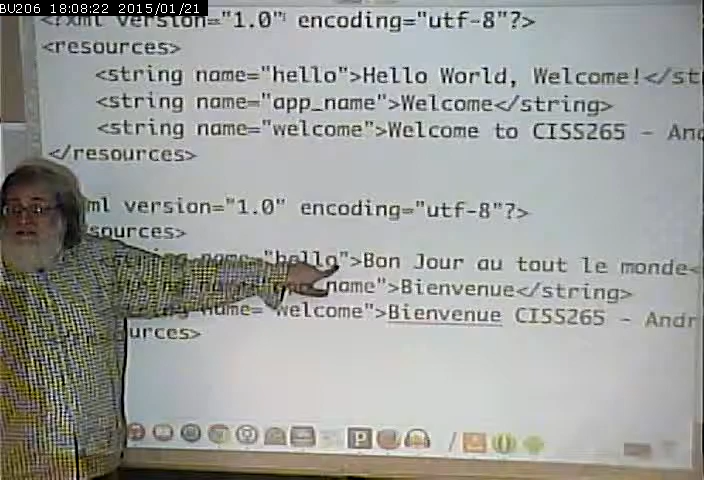 BU206 18:08:22 2015/01/21
<?xml version="1.0" encoding="utf-8"?>
<resources>
<string name="hello">Hello World, Welcome!</st
<string name="app_name">Welcome</string>
<string name="welcome">Welcome to CISS265 - An
</resources>
ml version="1.0" encoding="utf-8"?>
sources>
name="hello">Bon Jour au tout le monde<
name">Bienvenue</string>
name="welcome">Bienvenue CISS265 - Andr
urces>
P